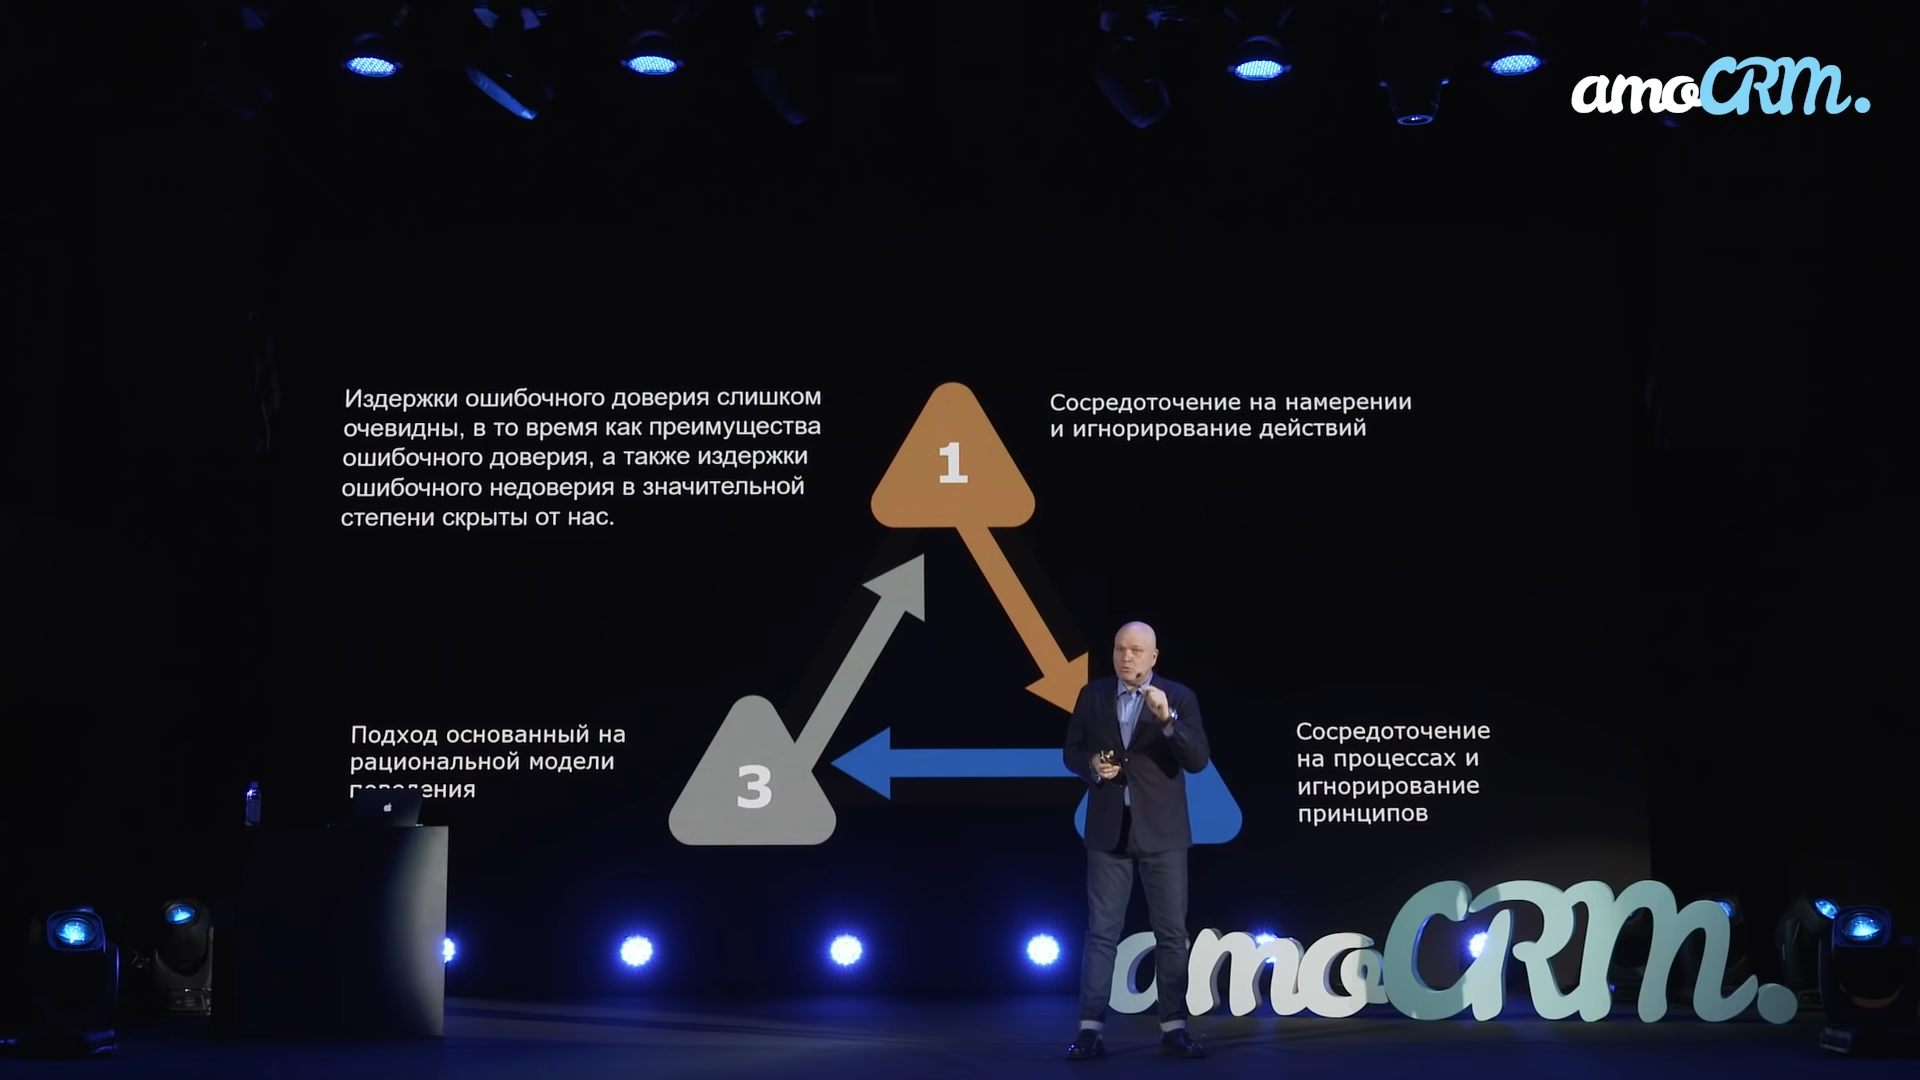 amoCRM.
Издержки ошибочного доверия слишком
очевидны, в то время как преимущества
ошибочного доверия, а также издержки
ошибочного недоверия в значительной
степени скрыты от нас.
1
Сосредоточение на намерении
и игнорирование действий
Подход основанный на
рациональной модели
поведения
3
Сосредоточение
на процессах и
игнорирование
принципов
amoCRM.